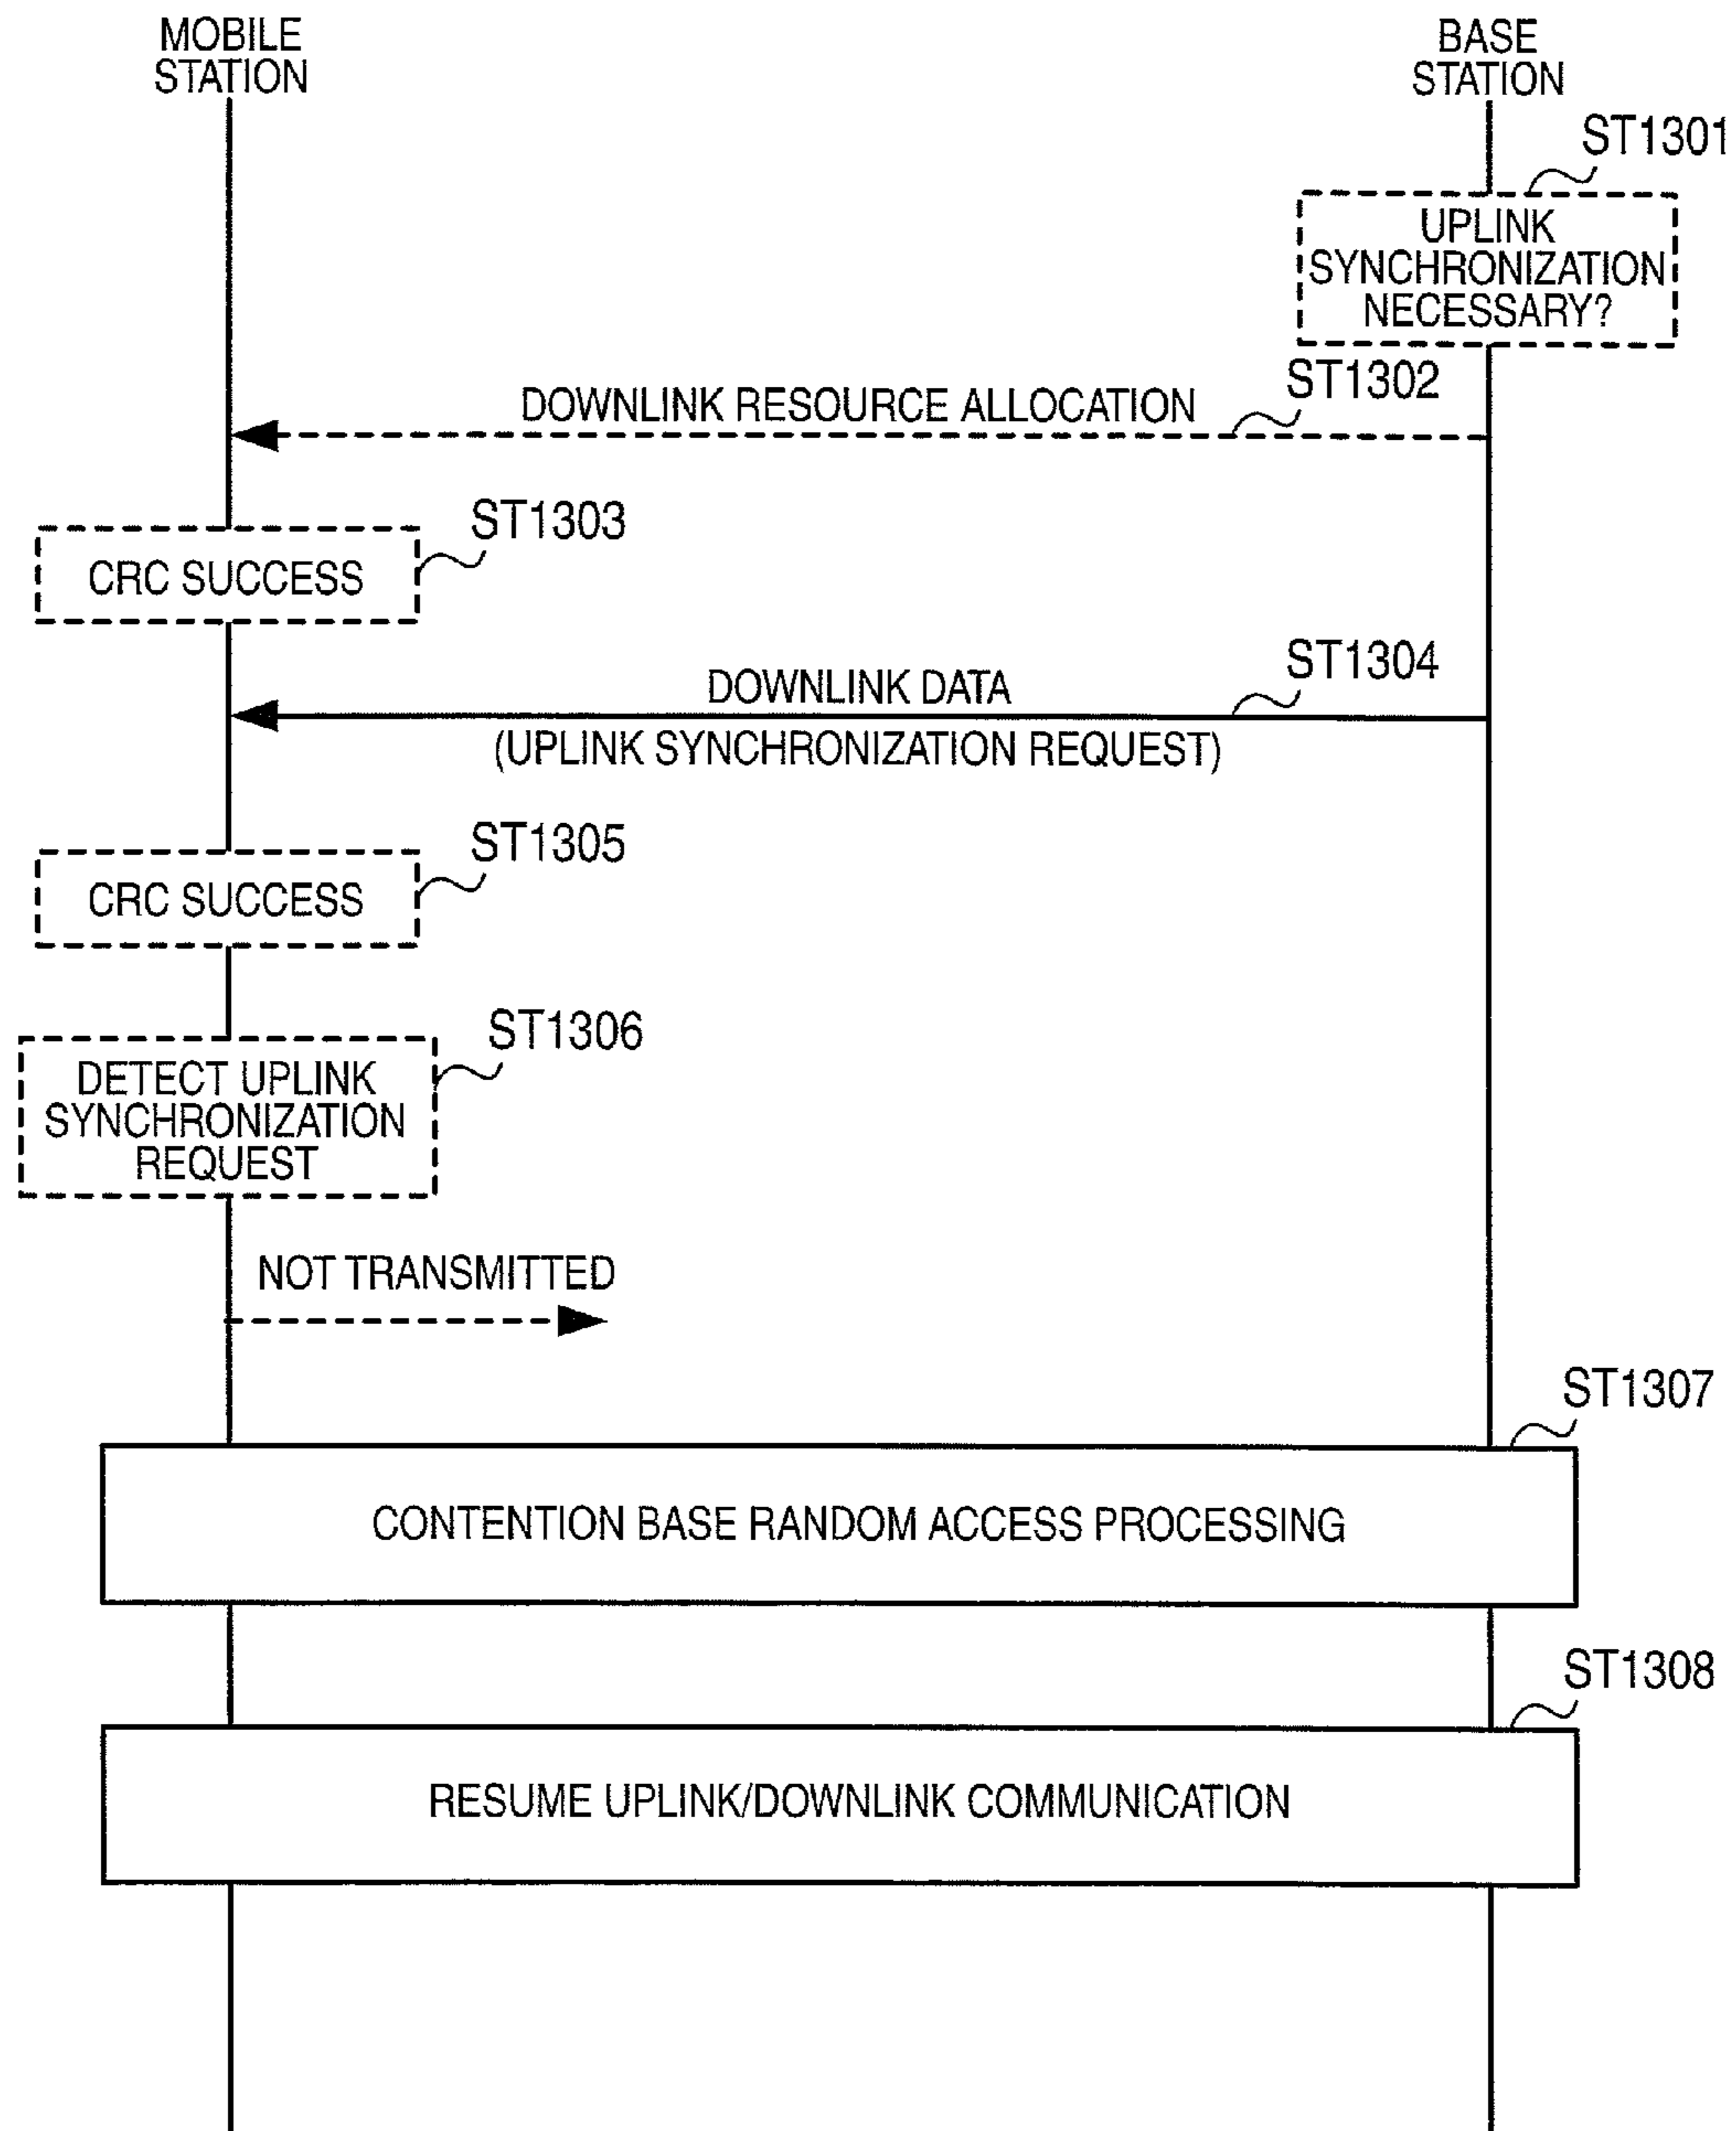 MOBILE
STATION
BASE
STATION
ST1301
UPLINK
SYNCHRONIZATION
NECESSARY?
ST1302
DOWNLINK RESOURCE ALLOCATION
ST1303
CRC SUCCESS
ST1304
DOWNLINK DATA
(UPLINK SYNCHRONIZATION REQUEST)
ST1305
CRC SUCCESS
ST1306
DETECT UPLINK
SYNCHRONIZATION
REQUEST
NOT TRANSMITTED
ST1307
CONTENTION BASE RANDOM ACCESS PROCESSING
ST1308
RESUME UPLINK/DOWNLINK COMMUNICATION